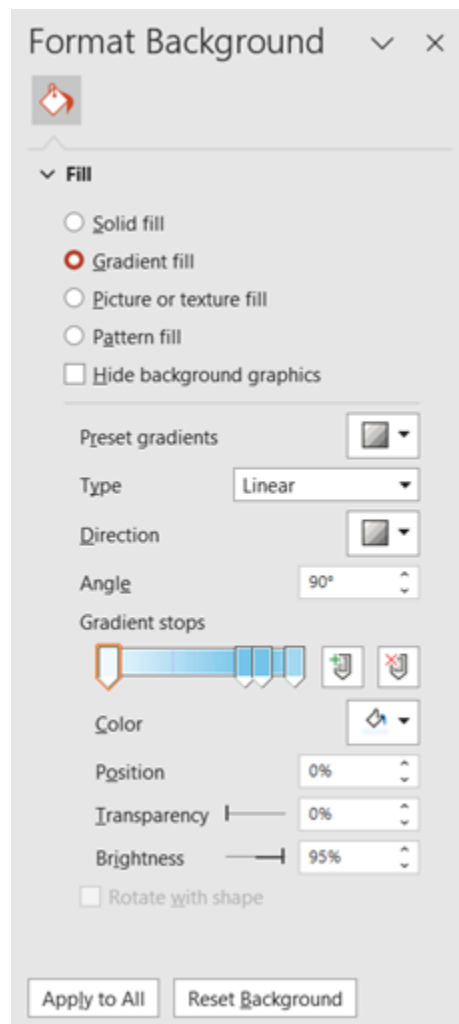 Format Background
Fill
Solid fill
Gradient fill
Picture or texture fill
Pattern fill
Hide background graphics
Preset gradients
Type Linear
Direction
Angle 90°
Gradient stops
Color
Position 0%
Transparency 0%
Brightness 95%
Rotate with shape
Apply to All Reset Background